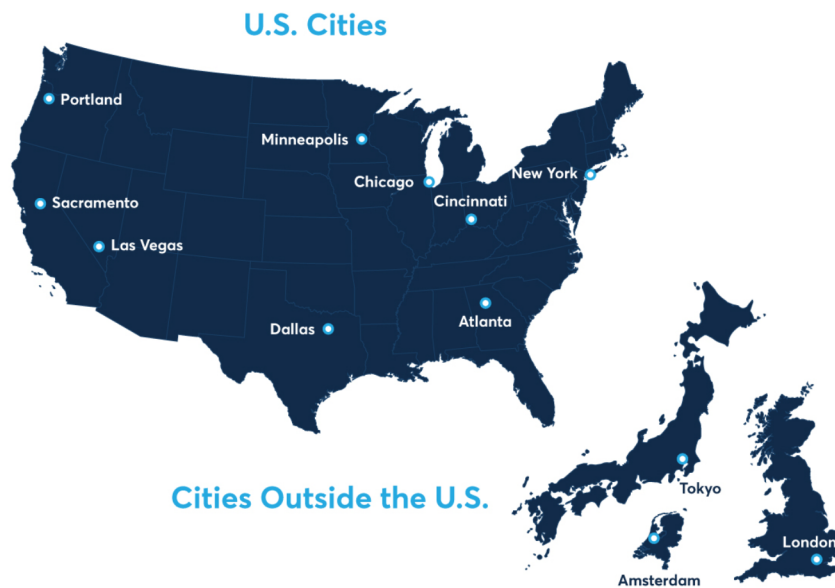 U.S. Cities
Portland
Minneapolis
Chicago
New York
Cincinnati
Sacramento
Las Vegas
Dallas
Atlanta
Cities Outside the U.S.
Tokyo
London
Amsterdam